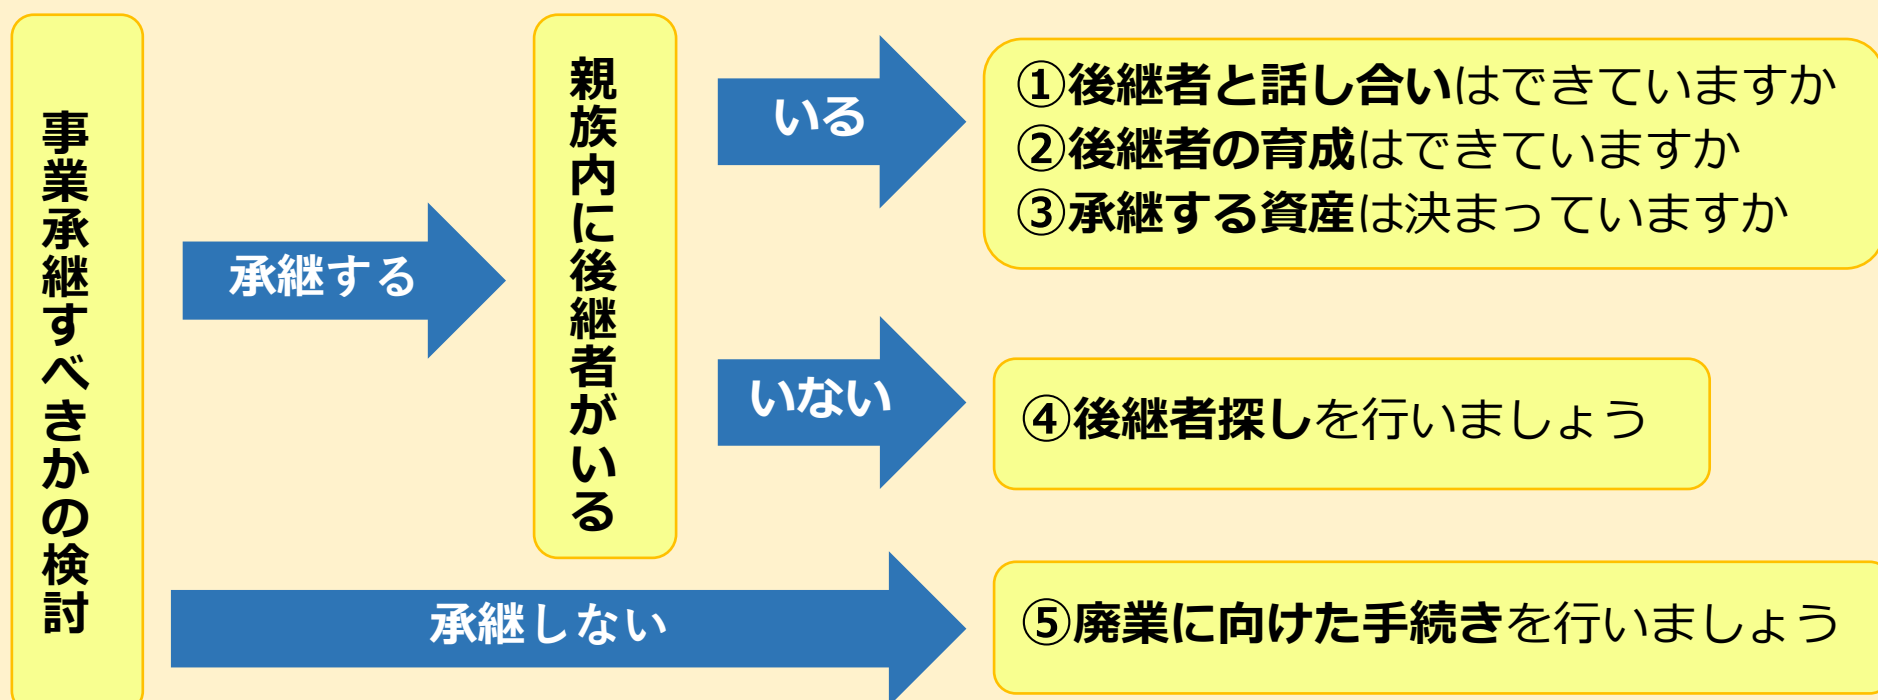 事業承継すべきかの検討
承継する
親族内に後継者がいる
いる
①後継者と話し合いはできていますか
②後継者の育成はできていますか
③承継する資産は決まっていますか
いない
④後継者探しを行いましょう
承継しない
⑤廃業に向けた手続きを行いましょう